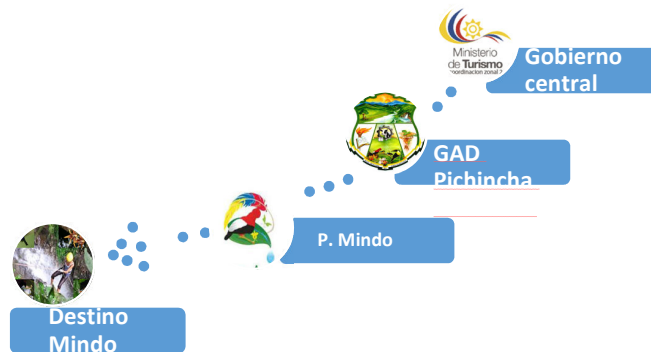 Ministerio
de Turismo
Gobierno
central
GAD
Pichincha
P. Mindo
Destino
Mindo